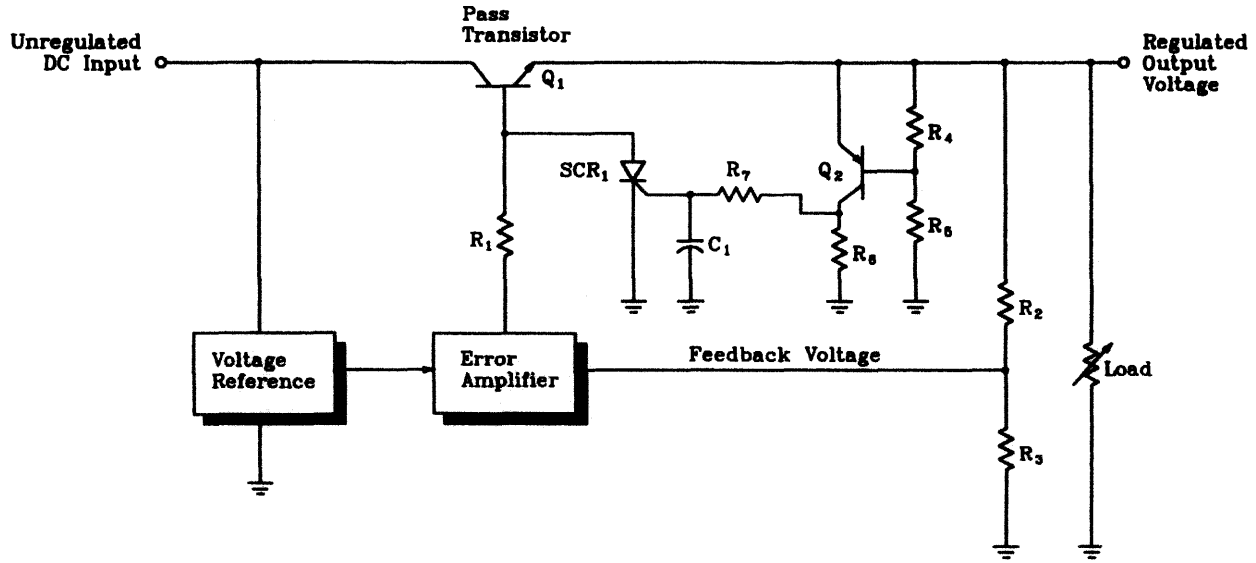 Pass
Transistor
Unregulated
DC Input
Regulated
Output
Voltage
Q₁
R₄
SCR₁
R₇
Q₂
R₁
C₁
R₅
R₆
R₂
Voltage
Reference
Error
Amplifier
Feedback Voltage
Load
R₃